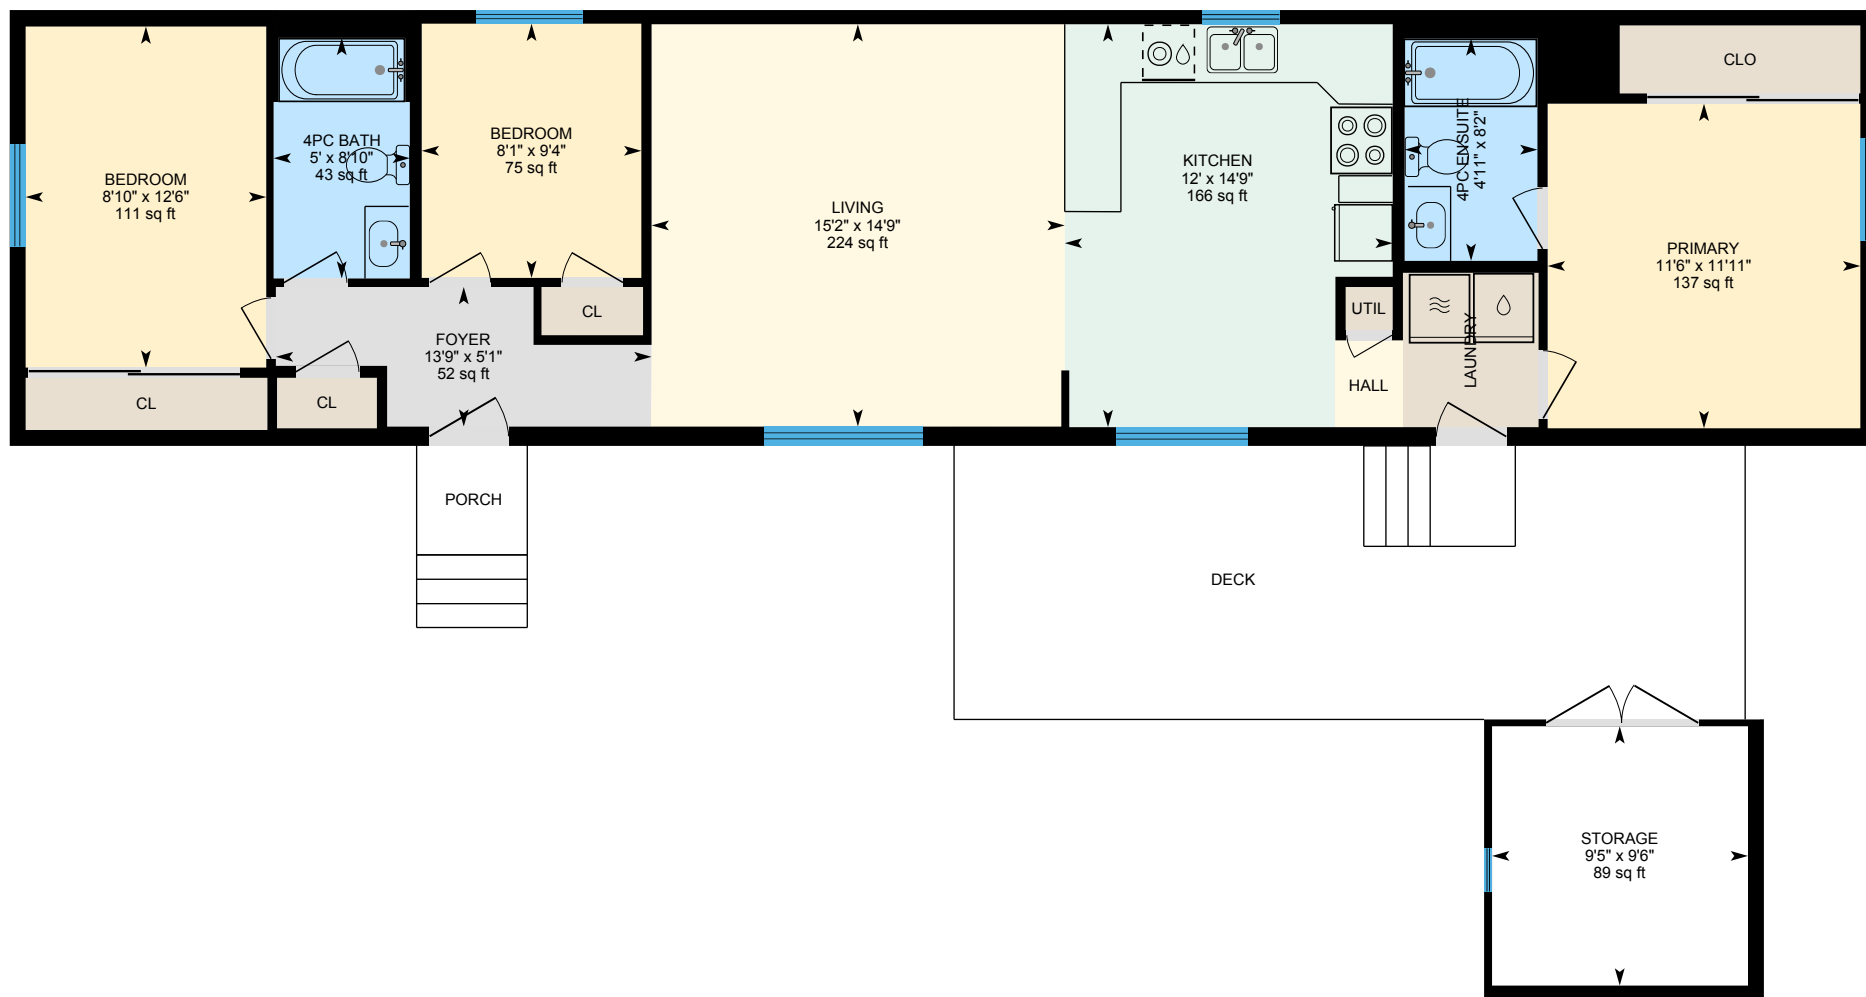 BEDROOM
8'10" x 12'6"
111 sq ft
4PC BATH
5' x 8'10"
43 sq ft
BEDROOM
8'1" x 9'4"
75 sq ft
LIVING
15'2" x 14'9"
224 sq ft
KITCHEN
12' x 14'9"
166 sq ft
4PC ENSUITE
4'11" x 8'2"
CLO
PRIMARY
11'6" x 11'11"
137 sq ft
CL
CL
FOYER
13'9" x 5'1"
52 sq ft
CL
UTIL
HALL
LAUNDRY
PORCH
DECK
STORAGE
9'5" x 9'6"
89 sq ft